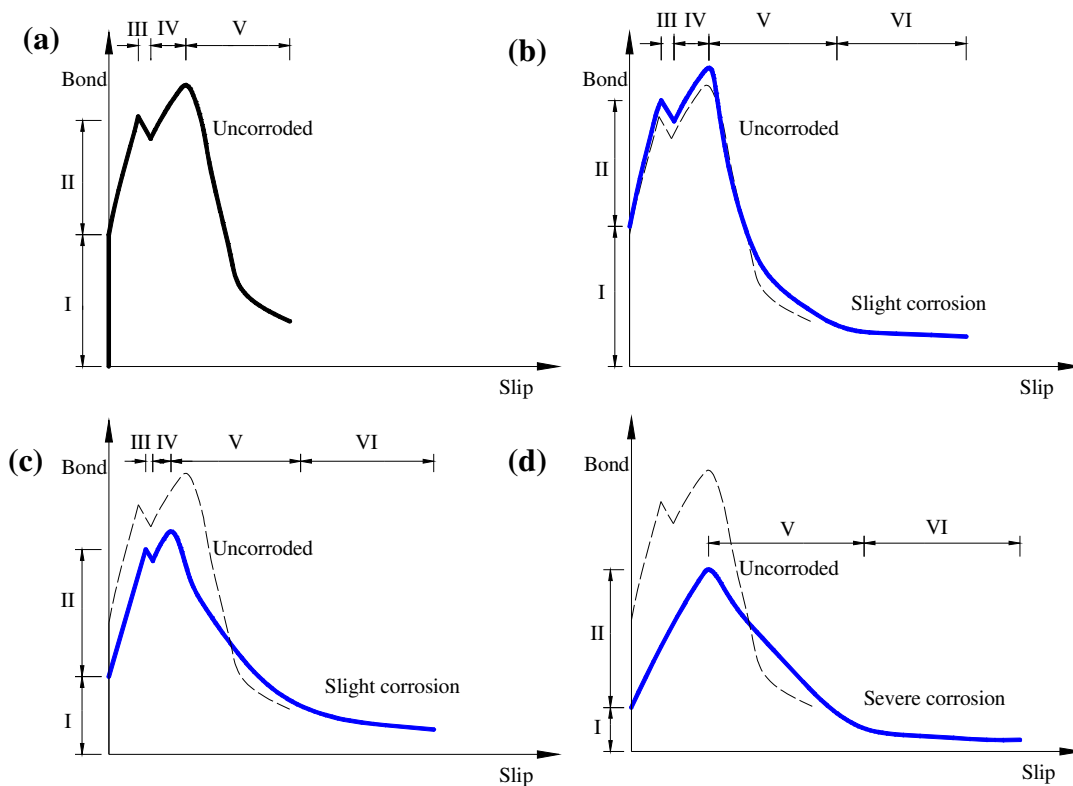 (a)
III IV V
Bond
Uncorroded
II
I
Slip
(b)
III IV V VI
Bond
Uncorroded
II
I
Slight corrosion
Slip
(c)
III IV V VI
Bond
Uncorroded
II
Slight corrosion
I
Slip
(d)
Bond
V VI
Uncorroded
II
Severe corrosion
I
Slip